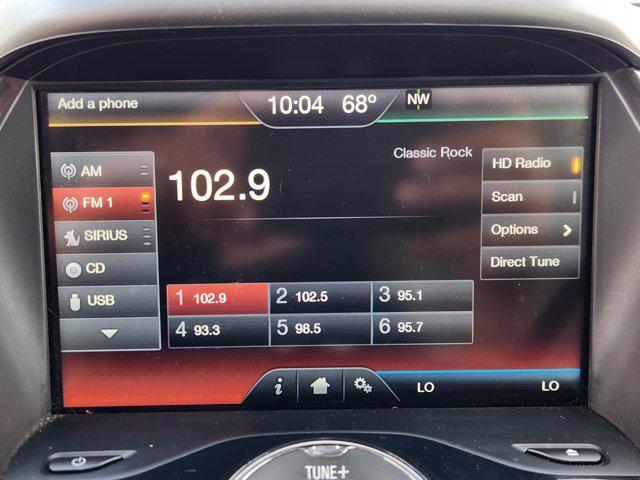 Add a phone
10:04 68° NW
Classic Rock
AM
FM 1
SIRIUS
CD
USB
102.9
HD Radio
Scan
Options
Direct Tune
1 102.9 2 102.5 3 95.1
4 93.3 5 98.5 6 95.7
i
LO LO
TUNE+